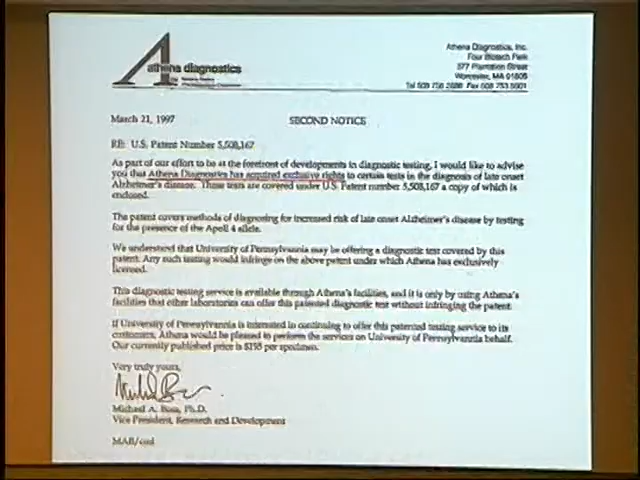 athena diagnostics
Athena Diagnostics, Inc.
Four Biotech Park
377 Plantation Street
Worcester, MA 01605
March 21, 1997
SECOND NOTICE
RE: U.S. Patent Number 5,508,167
As part of our effort to be at the forefront of developments in diagnostic testing, I would like to advise
you that Athena Diagnostics has acquired exclusive rights to certain tests in the diagnosis of late onset
Alzheimer's disease. These tests are covered under U.S. Patent number 5,508,167 a copy of which is
enclosed.
The patent covers methods of diagnosing for increased risk of late onset Alzheimer's disease by testing
for the presence of the ApoE 4 allele.
We understand that University of Pennsylvania may be offering a diagnostic test covered by this
patent. Any such testing would infringe on the above patent under which Athena has exclusively
licensed.
This diagnostic testing service is available through Athena's facilities, and it is only by using Athena's
facilities that other laboratories can offer this patented diagnostic test without infringing the patent.
If University of Pennsylvania is interested in continuing to offer this patented testing service to its
customers, Athena would be pleased to perform the services on University of Pennsylvania behalf.
Our currently published price is $195 per specimen.
Very truly yours,
Michael A. Boss, Ph.D.
Vice President, Research and Development